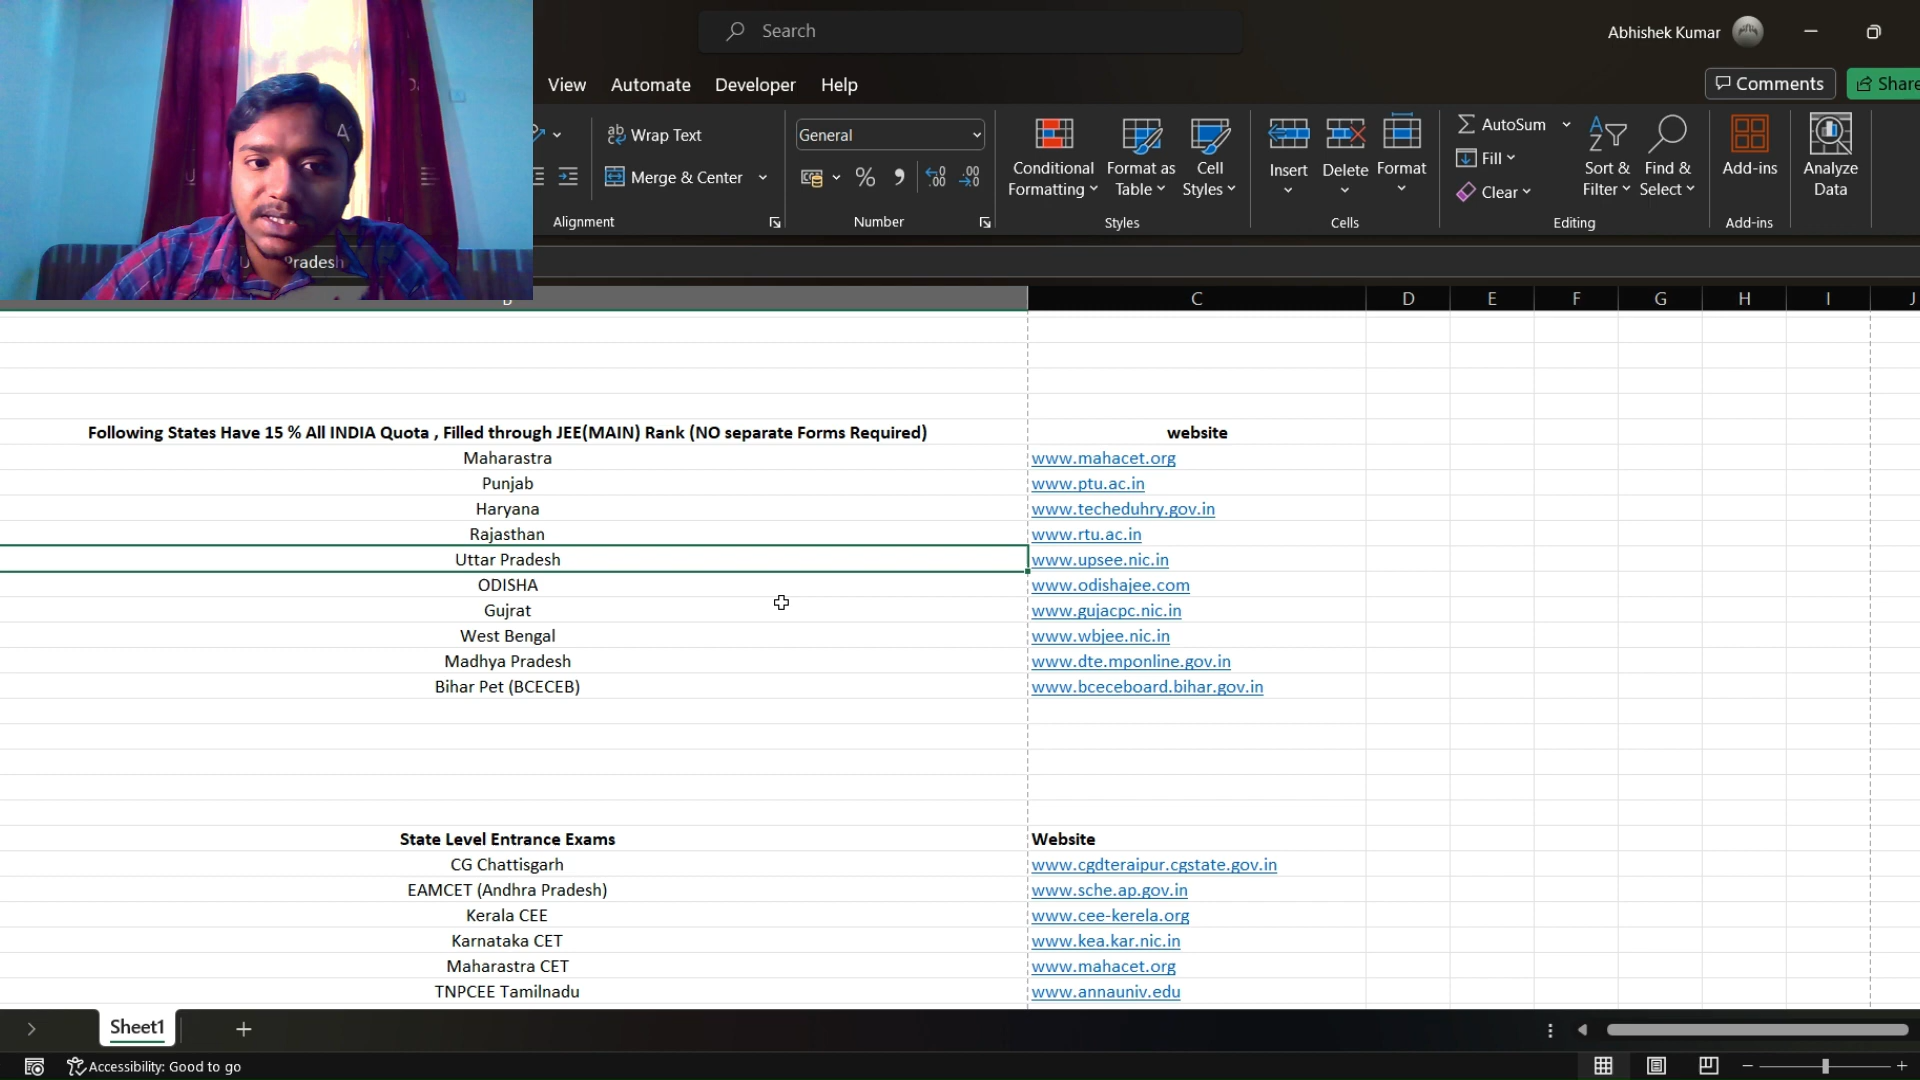 Search
Abhishek Kumar
View Automate Developer Help
Comments
Share
Wrap Text
General
AutoSum
Fill
Clear
Merge & Center
Conditional Formatting
Format as Table
Cell Styles
Insert
Delete
Format
Sort & Filter
Find & Select
Add-ins
Analyze Data
Alignment
Number
Styles
Cells
Editing
Add-ins
Pradesh
C D E F G H I J
Following States Have 15 % All INDIA Quota , Filled through JEE(MAIN) Rank (NO separate Forms Required) website
Maharastra www.mahacet.org
Punjab www.ptu.ac.in
Haryana www.techeduhry.gov.in
Rajasthan www.rtu.ac.in
Uttar Pradesh www.upsee.nic.in
ODISHA www.odishajee.com
Gujrat www.gujacpc.nic.in
West Bengal www.wbjee.nic.in
Madhya Pradesh www.dte.mponline.gov.in
Bihar Pet (BCECEB) www.bceceboard.bihar.gov.in
State Level Entrance Exams Website
CG Chattisgarh www.cgdteraipur.cgstate.gov.in
EAMCET (Andhra Pradesh) www.sche.ap.gov.in
Kerala CEE www.cee-kerela.org
Karnataka CET www.kea.kar.nic.in
Maharastra CET www.mahacet.org
TNPCEE Tamilnadu www.annauniv.edu
Sheet1
Accessibility: Good to go